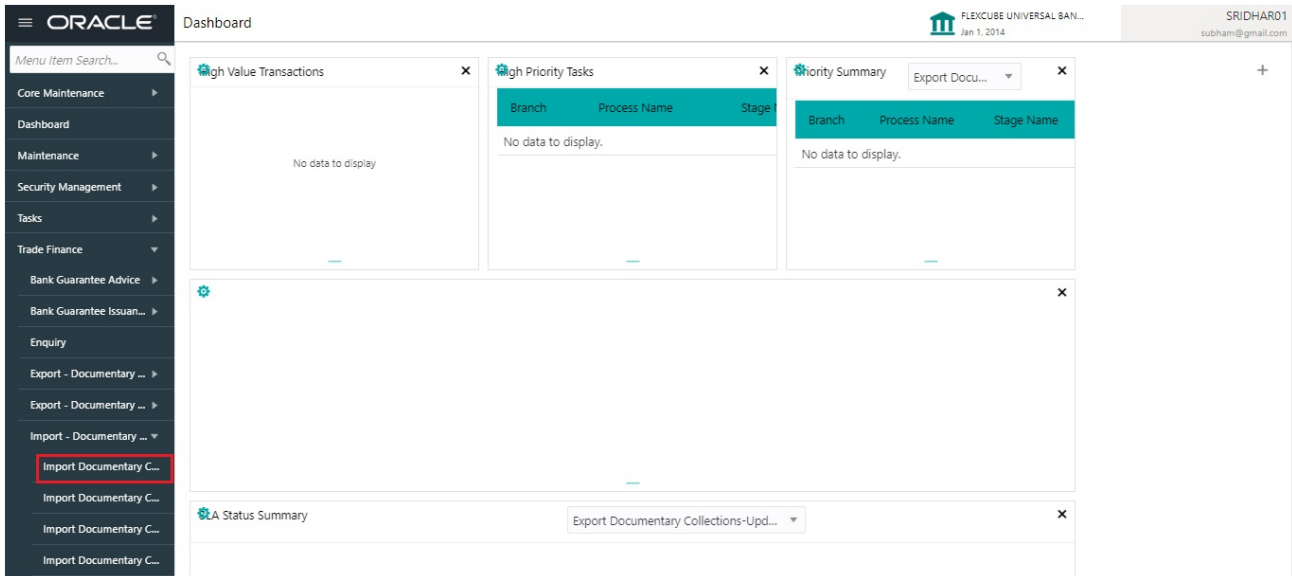 ORACLE
Dashboard
FLEXCUBE UNIVERSAL BAN...
Jan 1, 2014
SRIDHAR01
subham@gmail.com
Menu Item Search...
Core Maintenance
Dashboard
Maintenance
Security Management
Tasks
Trade Finance
Bank Guarantee Advice
Bank Guarantee Issuan...
Enquiry
Export - Documentary ...
Export - Documentary ...
Import - Documentary ...
Import Documentary C...
Import Documentary C...
Import Documentary C...
Import Documentary C...
High Value Transactions
No data to display
High Priority Tasks
Branch Process Name Stage
No data to display.
Priority Summary Export Docu...
Branch Process Name Stage Name
No data to display.
SLA Status Summary Export Documentary Collections-Upd...